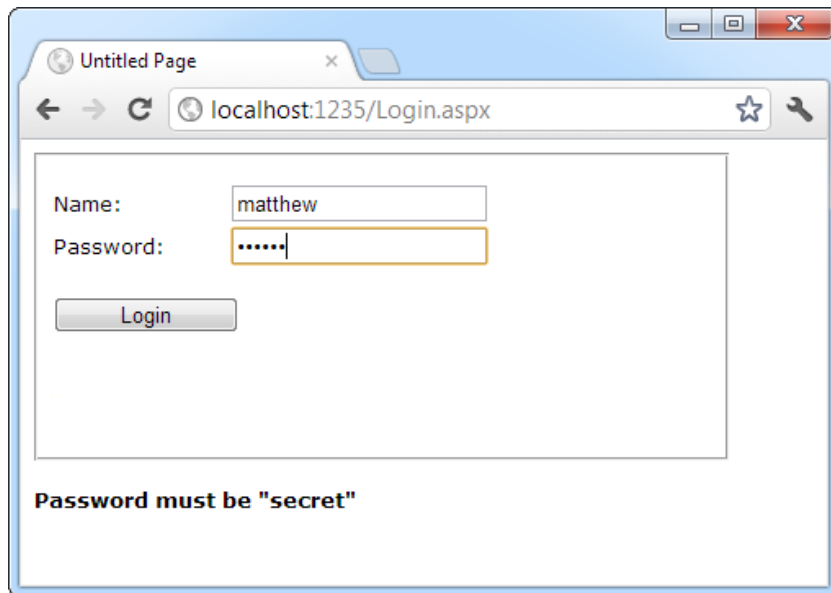 Untitled Page
localhost:1235/Login.aspx
Name: matthew
Password: ••••••
Login
Password must be "secret"